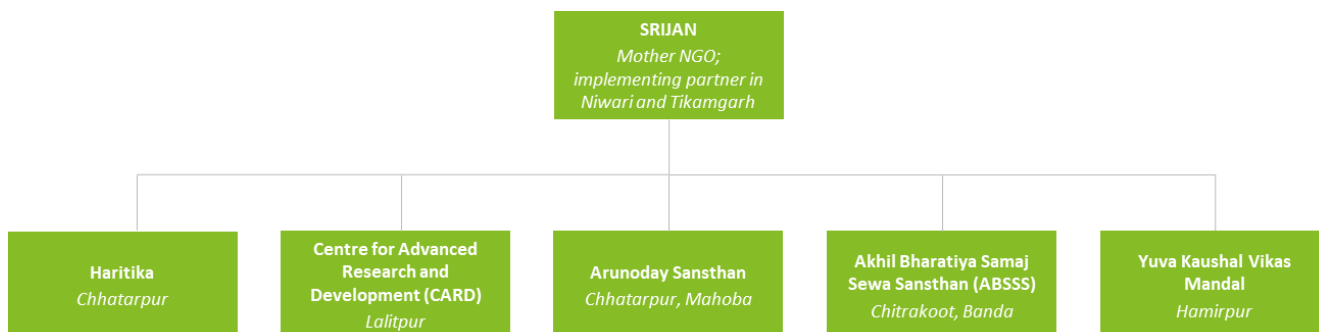 SRIJAN
Mother NGO;
implementing partner in
Niwari and Tikamgarh
Haritika
Chhatarpur
Centre for Advanced
Research and
Development (CARD)
Lalitpur
Arunoday Sansthan
Chhatarpur, Mahoba
Akhil Bharatiya Samaj
Sewa Sansthan (ABSSS)
Chitrakoot, Banda
Yuva Kaushal Vikas
Mandal
Hamirpur